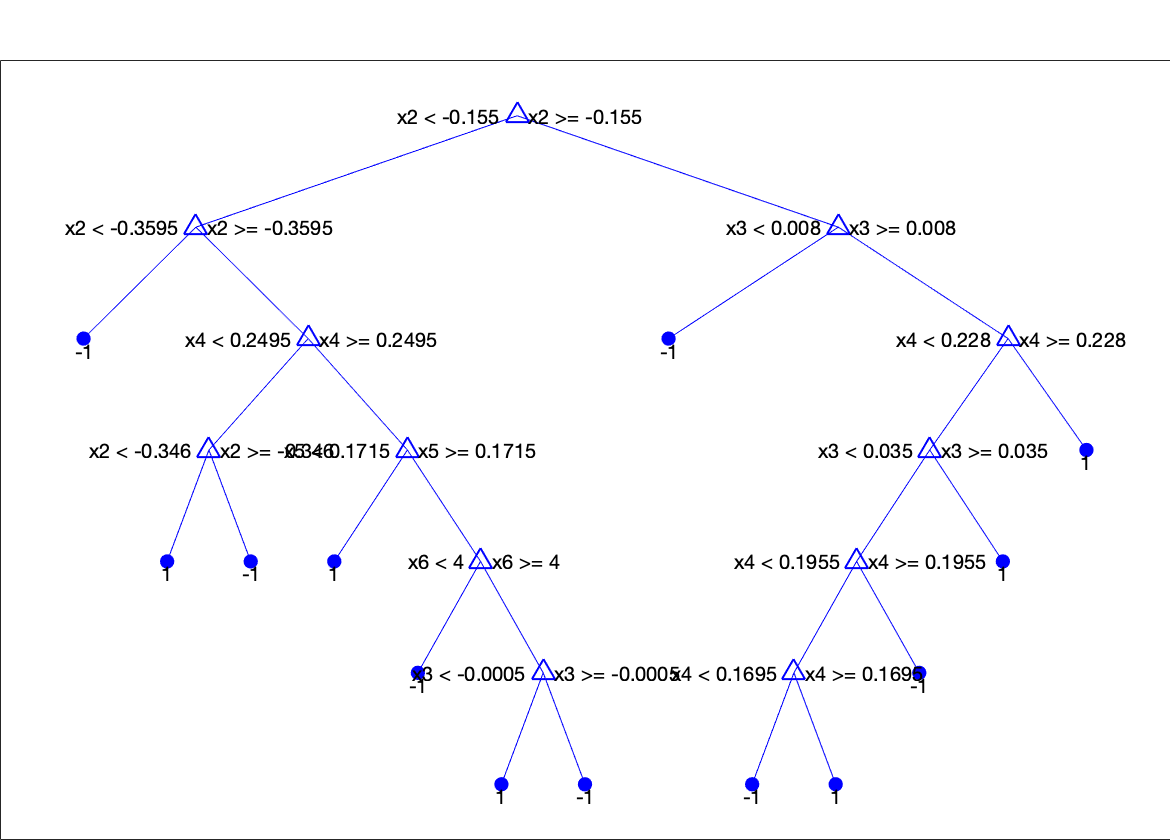 x2 < -0.155 x2 >= -0.155
x2 < -0.3595 x2 >= -0.3595 x3 < 0.008 x3 >= 0.008
-1 x4 < 0.2495 x4 >= 0.2495 -1 x4 < 0.228 x4 >= 0.228
x2 < -0.346 x2 >= -0.346 x5 < 0.1715 x5 >= 0.1715 x3 < 0.035 x3 >= 0.035 1
1 -1 1 x6 < 4 x6 >= 4 x4 < 0.1955 x4 >= 0.1955 1
-1 x3 < -0.0005 x3 >= -0.0005 x4 < 0.1695 x4 >= 0.1695 -1
1 -1 -1 1